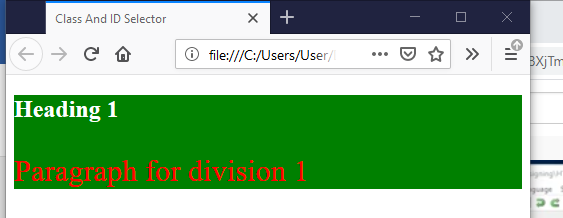 Class And ID Selector
file:///C:/Users/User/
Heading 1
Paragraph for division 1